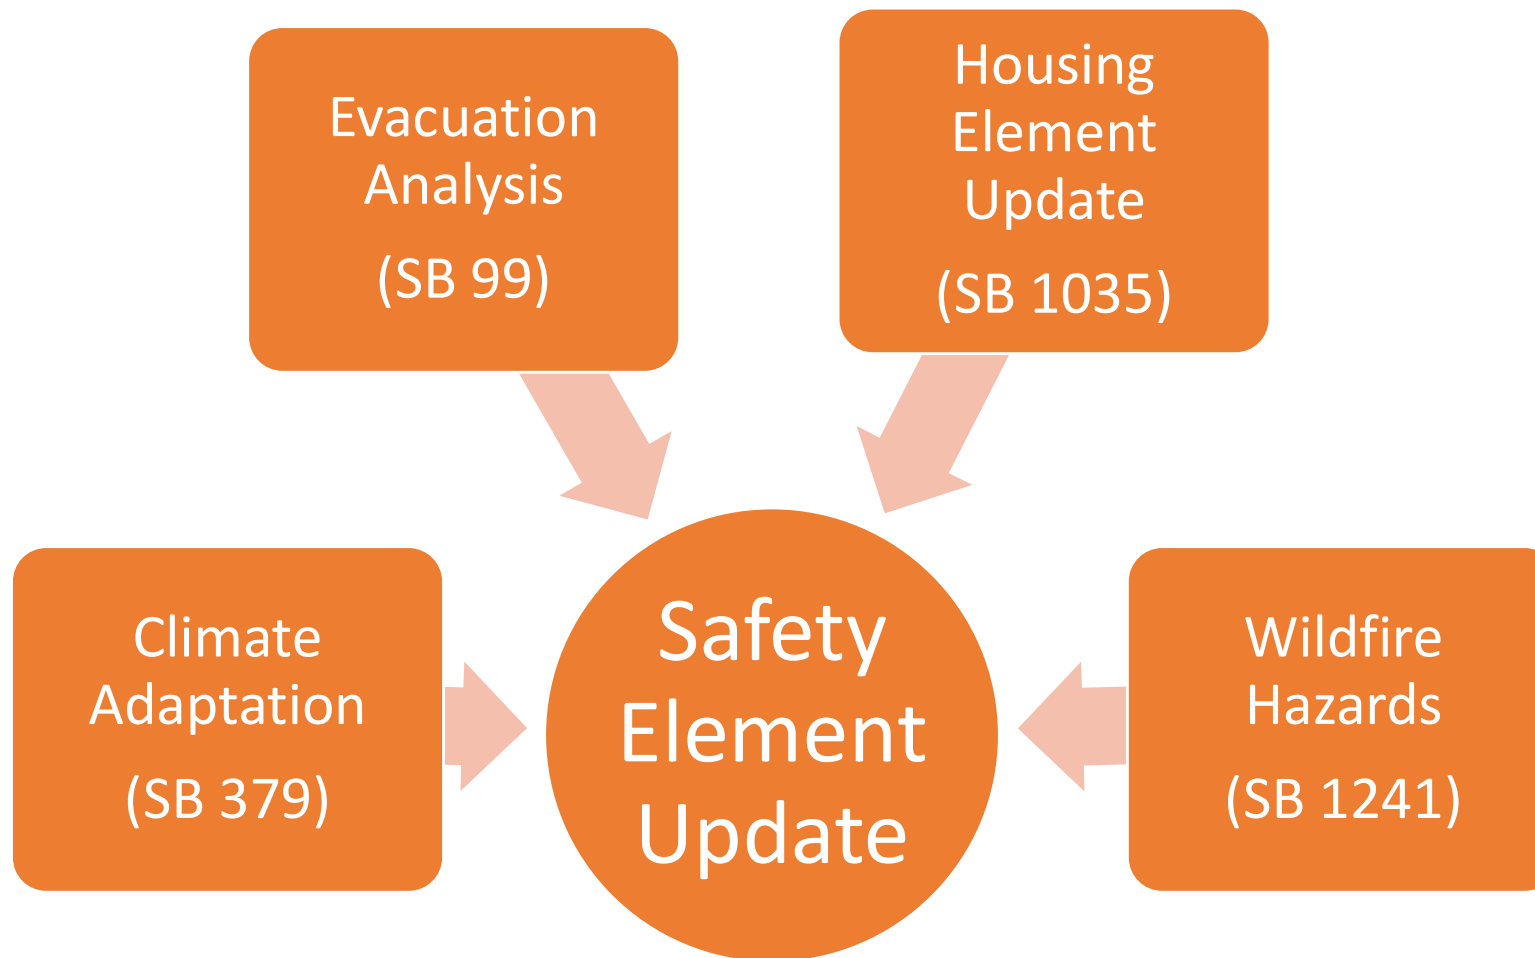 Evacuation
Analysis
(SB 99)
Housing
Element
Update
(SB 1035)
Climate
Adaptation
(SB 379)
Safety
Element
Update
Wildfire
Hazards
(SB 1241)